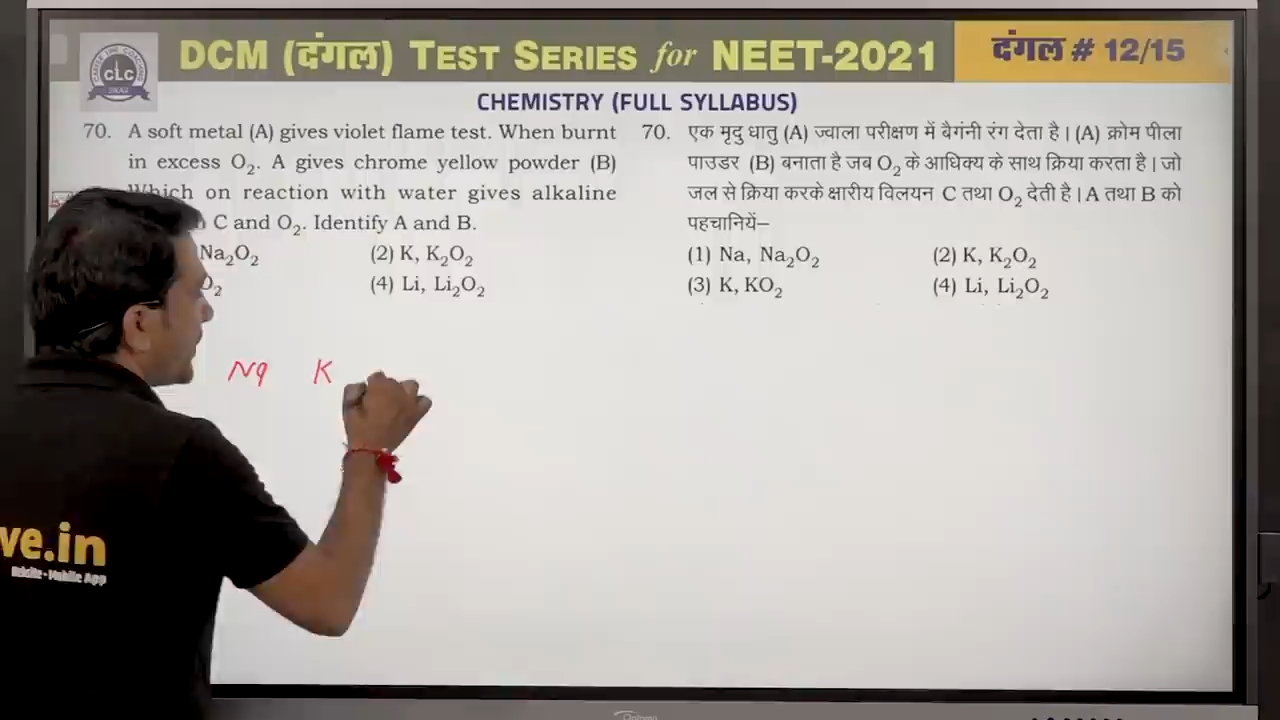 CLC
SIKAR
DCM (दंगल) TEST SERIES for NEET-2021
दंगल # 12/15
CHEMISTRY (FULL SYLLABUS)
70. A soft metal (A) gives violet flame test. When burnt
in excess O₂. A gives chrome yellow powder (B)
Which on reaction with water gives alkaline
C and O₂. Identify A and B.
Na₂O₂ (2) K, K₂O₂
O₂ (4) Li, Li₂O₂
70. एक मृदु धातु (A) ज्वाला परीक्षण में बैगंनी रंग देता है। (A) क्रोम पीला
पाउडर (B) बनाता है जब O₂ के आधिक्य के साथ क्रिया करता है। जो
जल से क्रिया करके क्षारीय विलयन C तथा O₂ देती है। A तथा B को
पहचानियें–
(1) Na, Na₂O₂ (2) K, K₂O₂
(3) K, KO₂ (4) Li, Li₂O₂
Na K
ve.in
Mobile App